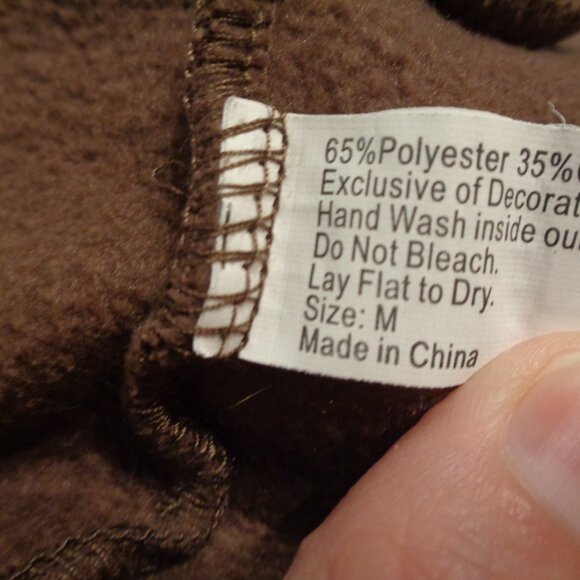 65%Polyester 35%
Exclusive of Decorat
Hand Wash inside ou
Do Not Bleach.
Lay Flat to Dry.
Size: M
Made in China